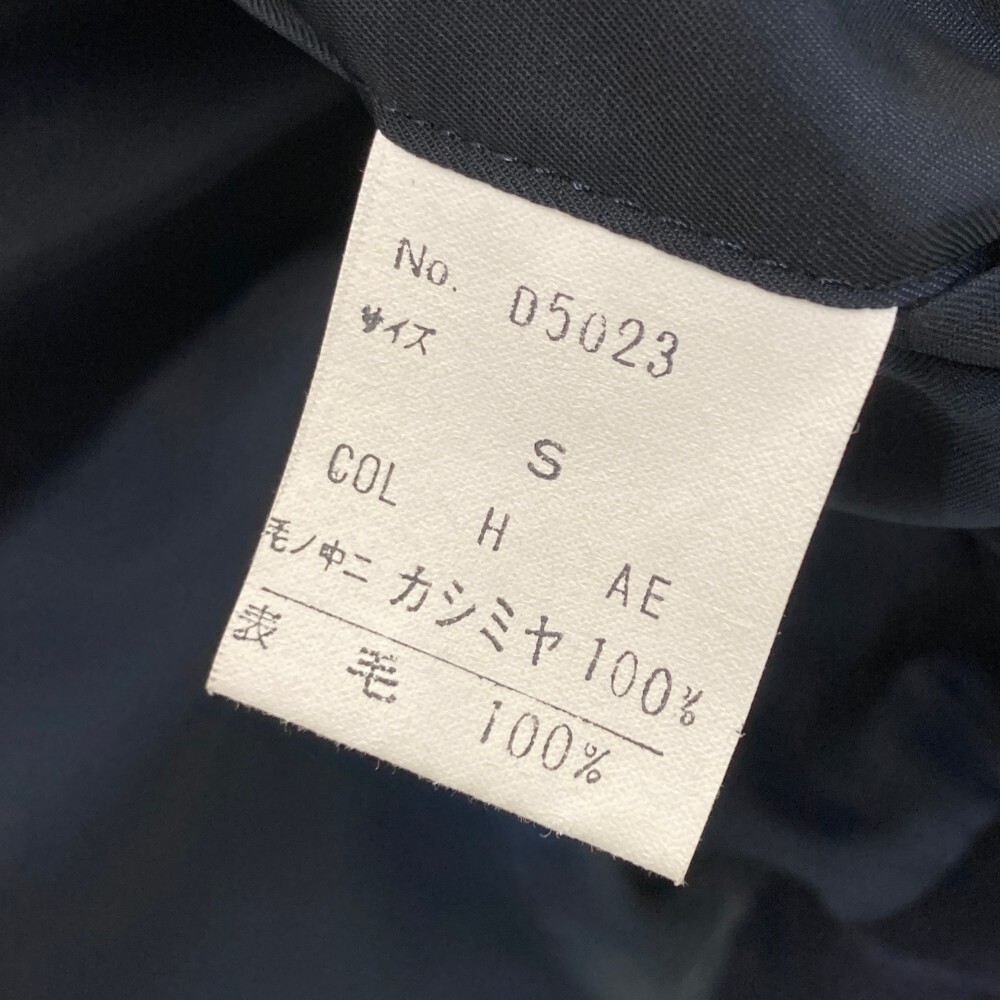 No. D5023
サイズ
S
COL H AE
毛ノ中ニ カシミヤ100%
表 毛 100%